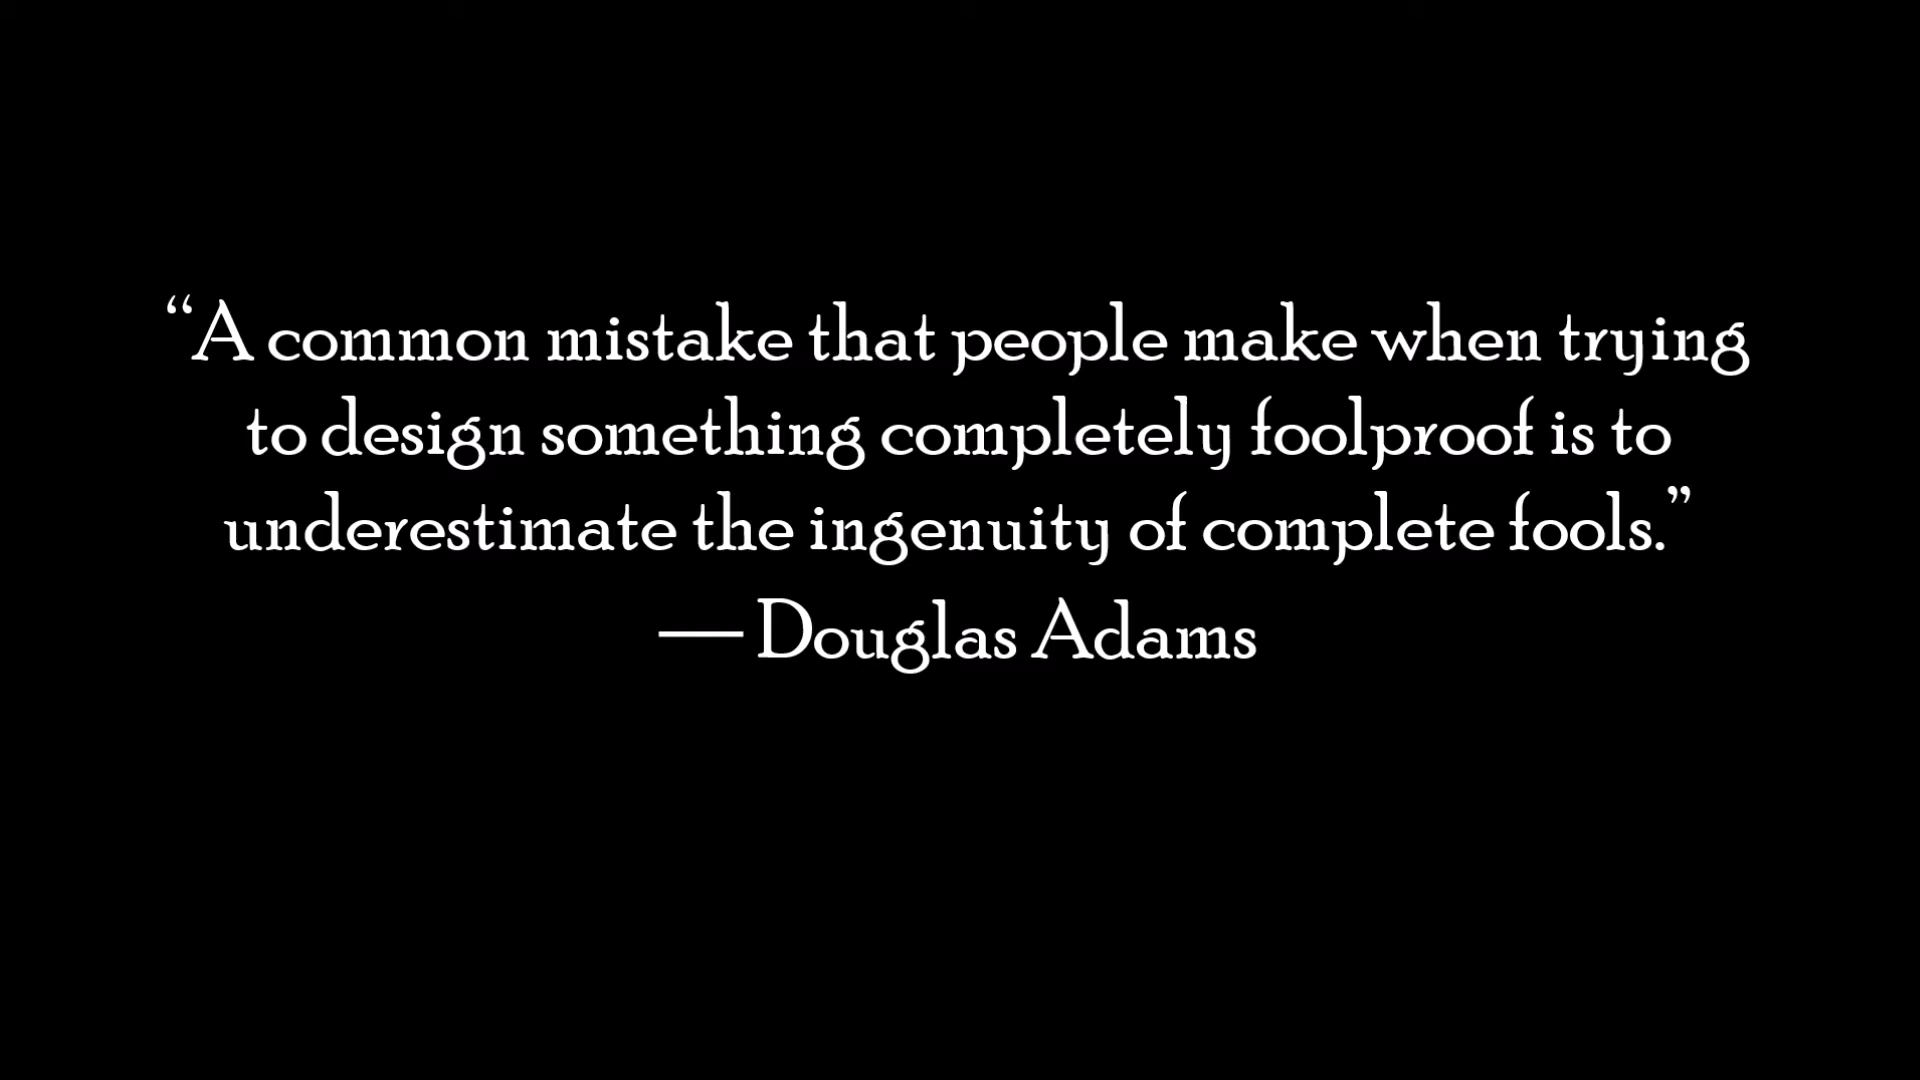 “A common mistake that people make when trying
to design something completely foolproof is to
underestimate the ingenuity of complete fools.”
— Douglas Adams